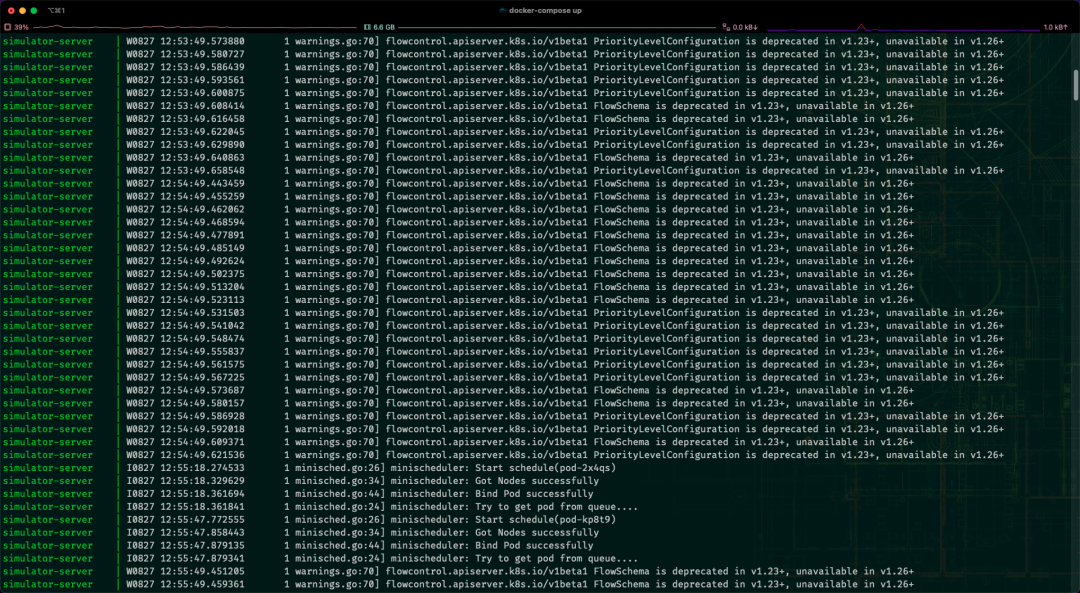 ⌥⌘1
docker-compose up
39%
6.6 GB
0.0 kB↓
1.0 kB↑
simulator-server | W0827 12:53:49.573880 1 warnings.go:70] flowcontrol.apiserver.k8s.io/v1beta1 PriorityLevelConfiguration is deprecated in v1.23+, unavailable in v1.26+
simulator-server | W0827 12:53:49.580727 1 warnings.go:70] flowcontrol.apiserver.k8s.io/v1beta1 PriorityLevelConfiguration is deprecated in v1.23+, unavailable in v1.26+
simulator-server | W0827 12:53:49.586439 1 warnings.go:70] flowcontrol.apiserver.k8s.io/v1beta1 PriorityLevelConfiguration is deprecated in v1.23+, unavailable in v1.26+
simulator-server | W0827 12:53:49.593561 1 warnings.go:70] flowcontrol.apiserver.k8s.io/v1beta1 PriorityLevelConfiguration is deprecated in v1.23+, unavailable in v1.26+
simulator-server | W0827 12:53:49.600875 1 warnings.go:70] flowcontrol.apiserver.k8s.io/v1beta1 PriorityLevelConfiguration is deprecated in v1.23+, unavailable in v1.26+
simulator-server | W0827 12:53:49.608414 1 warnings.go:70] flowcontrol.apiserver.k8s.io/v1beta1 FlowSchema is deprecated in v1.23+, unavailable in v1.26+
simulator-server | W0827 12:53:49.616458 1 warnings.go:70] flowcontrol.apiserver.k8s.io/v1beta1 FlowSchema is deprecated in v1.23+, unavailable in v1.26+
simulator-server | W0827 12:53:49.622045 1 warnings.go:70] flowcontrol.apiserver.k8s.io/v1beta1 PriorityLevelConfiguration is deprecated in v1.23+, unavailable in v1.26+
simulator-server | W0827 12:53:49.629890 1 warnings.go:70] flowcontrol.apiserver.k8s.io/v1beta1 PriorityLevelConfiguration is deprecated in v1.23+, unavailable in v1.26+
simulator-server | W0827 12:53:49.640863 1 warnings.go:70] flowcontrol.apiserver.k8s.io/v1beta1 FlowSchema is deprecated in v1.23+, unavailable in v1.26+
simulator-server | W0827 12:53:49.658548 1 warnings.go:70] flowcontrol.apiserver.k8s.io/v1beta1 PriorityLevelConfiguration is deprecated in v1.23+, unavailable in v1.26+
simulator-server | W0827 12:54:49.443459 1 warnings.go:70] flowcontrol.apiserver.k8s.io/v1beta1 FlowSchema is deprecated in v1.23+, unavailable in v1.26+
simulator-server | W0827 12:54:49.455259 1 warnings.go:70] flowcontrol.apiserver.k8s.io/v1beta1 FlowSchema is deprecated in v1.23+, unavailable in v1.26+
simulator-server | W0827 12:54:49.462062 1 warnings.go:70] flowcontrol.apiserver.k8s.io/v1beta1 FlowSchema is deprecated in v1.23+, unavailable in v1.26+
simulator-server | W0827 12:54:49.468594 1 warnings.go:70] flowcontrol.apiserver.k8s.io/v1beta1 FlowSchema is deprecated in v1.23+, unavailable in v1.26+
simulator-server | W0827 12:54:49.477891 1 warnings.go:70] flowcontrol.apiserver.k8s.io/v1beta1 FlowSchema is deprecated in v1.23+, unavailable in v1.26+
simulator-server | W0827 12:54:49.485149 1 warnings.go:70] flowcontrol.apiserver.k8s.io/v1beta1 FlowSchema is deprecated in v1.23+, unavailable in v1.26+
simulator-server | W0827 12:54:49.492624 1 warnings.go:70] flowcontrol.apiserver.k8s.io/v1beta1 FlowSchema is deprecated in v1.23+, unavailable in v1.26+
simulator-server | W0827 12:54:49.502375 1 warnings.go:70] flowcontrol.apiserver.k8s.io/v1beta1 FlowSchema is deprecated in v1.23+, unavailable in v1.26+
simulator-server | W0827 12:54:49.513204 1 warnings.go:70] flowcontrol.apiserver.k8s.io/v1beta1 FlowSchema is deprecated in v1.23+, unavailable in v1.26+
simulator-server | W0827 12:54:49.523113 1 warnings.go:70] flowcontrol.apiserver.k8s.io/v1beta1 FlowSchema is deprecated in v1.23+, unavailable in v1.26+
simulator-server | W0827 12:54:49.531503 1 warnings.go:70] flowcontrol.apiserver.k8s.io/v1beta1 PriorityLevelConfiguration is deprecated in v1.23+, unavailable in v1.26+
simulator-server | W0827 12:54:49.541042 1 warnings.go:70] flowcontrol.apiserver.k8s.io/v1beta1 PriorityLevelConfiguration is deprecated in v1.23+, unavailable in v1.26+
simulator-server | W0827 12:54:49.548474 1 warnings.go:70] flowcontrol.apiserver.k8s.io/v1beta1 PriorityLevelConfiguration is deprecated in v1.23+, unavailable in v1.26+
simulator-server | W0827 12:54:49.555837 1 warnings.go:70] flowcontrol.apiserver.k8s.io/v1beta1 PriorityLevelConfiguration is deprecated in v1.23+, unavailable in v1.26+
simulator-server | W0827 12:54:49.561575 1 warnings.go:70] flowcontrol.apiserver.k8s.io/v1beta1 PriorityLevelConfiguration is deprecated in v1.23+, unavailable in v1.26+
simulator-server | W0827 12:54:49.567225 1 warnings.go:70] flowcontrol.apiserver.k8s.io/v1beta1 PriorityLevelConfiguration is deprecated in v1.23+, unavailable in v1.26+
simulator-server | W0827 12:54:49.573687 1 warnings.go:70] flowcontrol.apiserver.k8s.io/v1beta1 FlowSchema is deprecated in v1.23+, unavailable in v1.26+
simulator-server | W0827 12:54:49.580157 1 warnings.go:70] flowcontrol.apiserver.k8s.io/v1beta1 FlowSchema is deprecated in v1.23+, unavailable in v1.26+
simulator-server | W0827 12:54:49.586928 1 warnings.go:70] flowcontrol.apiserver.k8s.io/v1beta1 PriorityLevelConfiguration is deprecated in v1.23+, unavailable in v1.26+
simulator-server | W0827 12:54:49.592018 1 warnings.go:70] flowcontrol.apiserver.k8s.io/v1beta1 PriorityLevelConfiguration is deprecated in v1.23+, unavailable in v1.26+
simulator-server | W0827 12:54:49.609371 1 warnings.go:70] flowcontrol.apiserver.k8s.io/v1beta1 FlowSchema is deprecated in v1.23+, unavailable in v1.26+
simulator-server | W0827 12:54:49.621536 1 warnings.go:70] flowcontrol.apiserver.k8s.io/v1beta1 PriorityLevelConfiguration is deprecated in v1.23+, unavailable in v1.26+
simulator-server | I0827 12:55:18.274533 1 minisched.go:26] minischeduler: Start schedule(pod-2x4qs)
simulator-server | I0827 12:55:18.329629 1 minisched.go:34] minischeduler: Got Nodes successfully
simulator-server | I0827 12:55:18.361694 1 minisched.go:44] minischeduler: Bind Pod successfully
simulator-server | I0827 12:55:18.361841 1 minisched.go:24] minischeduler: Try to get pod from queue....
simulator-server | I0827 12:55:47.772555 1 minisched.go:26] minischeduler: Start schedule(pod-kp8t9)
simulator-server | I0827 12:55:47.858443 1 minisched.go:34] minischeduler: Got Nodes successfully
simulator-server | I0827 12:55:47.879135 1 minisched.go:44] minischeduler: Bind Pod successfully
simulator-server | I0827 12:55:47.879341 1 minisched.go:24] minischeduler: Try to get pod from queue....
simulator-server | W0827 12:55:49.451205 1 warnings.go:70] flowcontrol.apiserver.k8s.io/v1beta1 FlowSchema is deprecated in v1.23+, unavailable in v1.26+
simulator-server | W0827 12:55:49.459361 1 warnings.go:70] flowcontrol.apiserver.k8s.io/v1beta1 FlowSchema is deprecated in v1.23+, unavailable in v1.26+